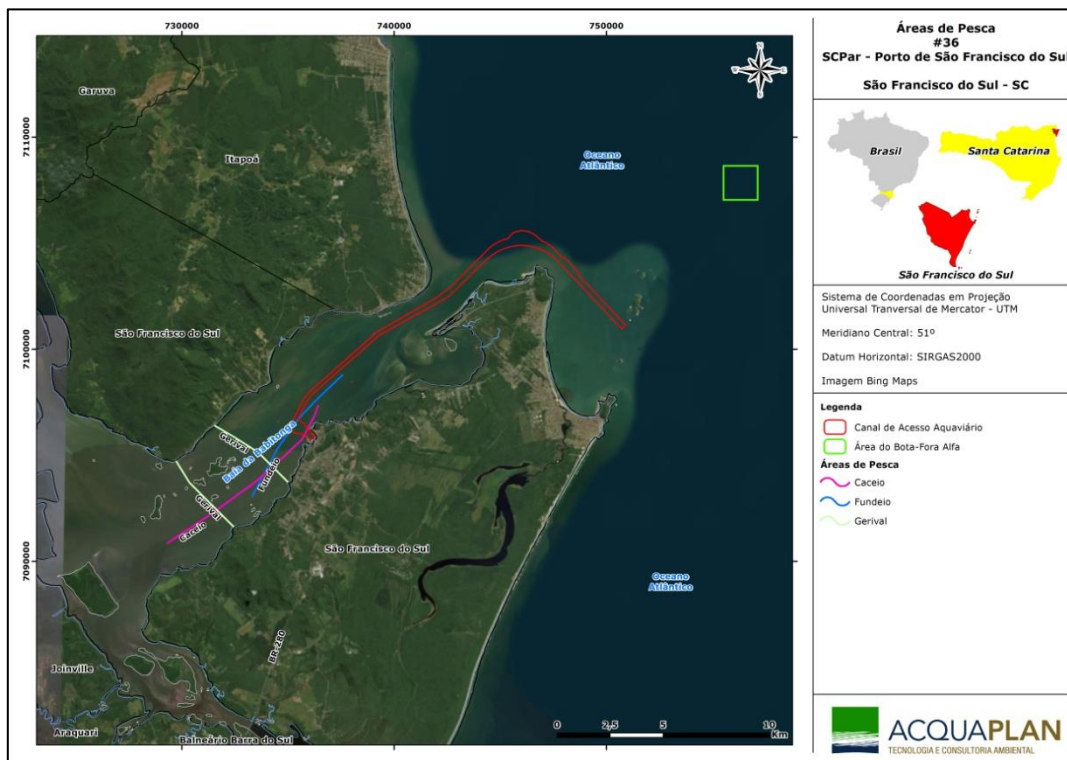 730000
740000
750000
7110000
7100000
7090000
Garuva
Itapoá
Oceano
Atlântico
São Francisco do Sul
Gerival
Baia da Babitonga
Fundeio
Gerival
Caceio
São Francisco do Sul
Oceano
Atlântico
BR-280
Joinville
Araquari
Balneário Barra do Sul
0
2,5
5
10
Km
Áreas de Pesca
#36
SCPar - Porto de São Francisco do Sul
São Francisco do Sul - SC
Brasil
Santa Catarina
São Francisco do Sul
Sistema de Coordenadas em Projeção
Universal Tranversal de Mercator - UTM
Meridiano Central: 51º
Datum Horizontal: SIRGAS2000
Imagem Bing Maps
Legenda
Canal de Acesso Aquaviário
Área do Bota-Fora Alfa
Áreas de Pesca
Caceio
Fundeio
Gerival
ACQUAPLAN
TECNOLOGIA E CONSULTORIA AMBIENTAL